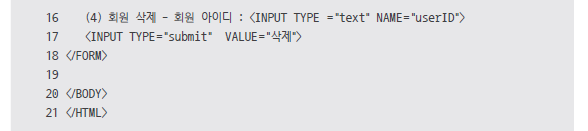 16    (4) 회원 삭제 - 회원 아이디 : <INPUT TYPE ="text" NAME="userID">
17    <INPUT TYPE="submit"  VALUE="삭제">
18 </FORM>
19
20 </BODY>
21 </HTML>